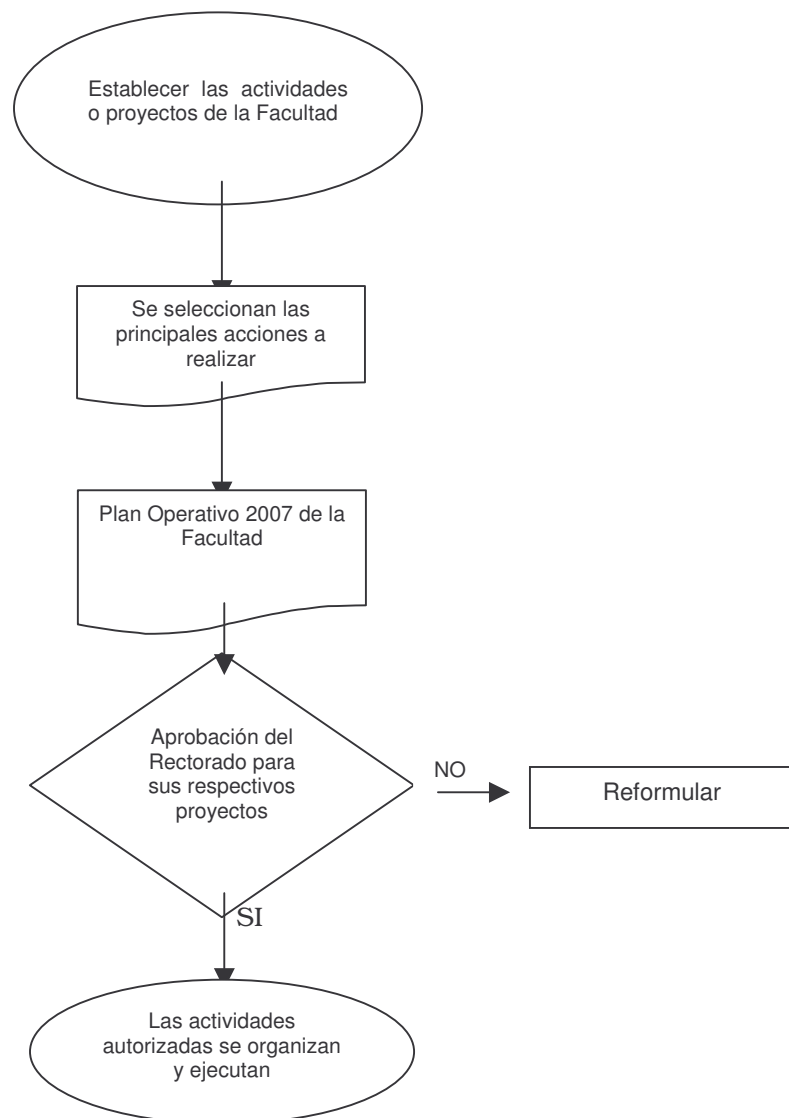 Establecer las actividades
o proyectos de la Facultad
Se seleccionan las
principales acciones a
realizar
Plan Operativo 2007 de la
Facultad
Aprobación del
Rectorado para
sus respectivos
proyectos
NO
Reformular
SI
Las actividades
autorizadas se organizan
y ejecutan